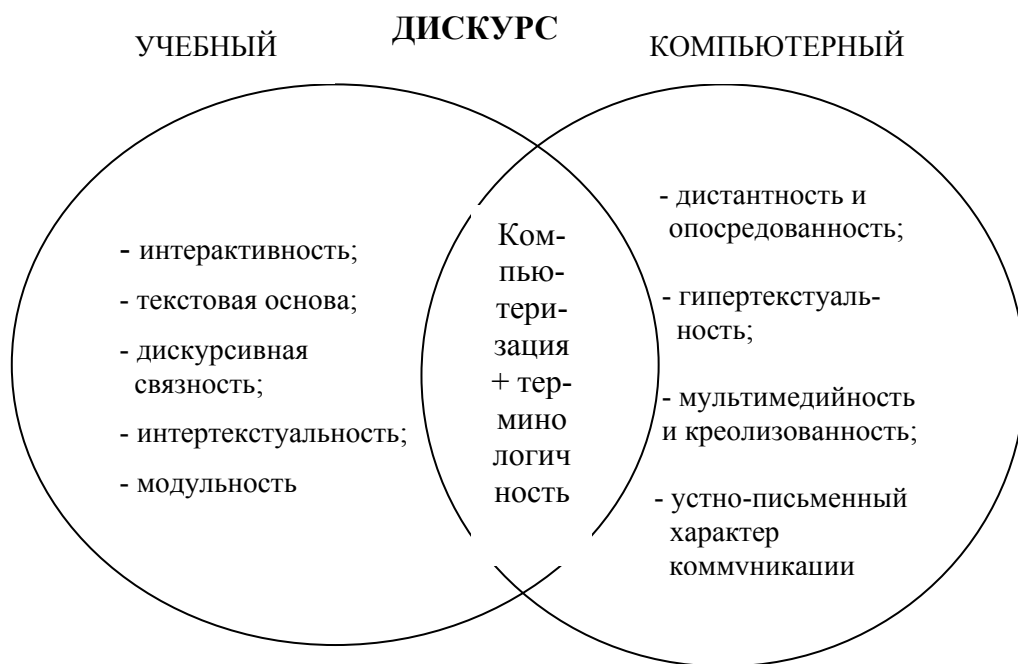 ДИСКУРС
УЧЕБНЫЙ
КОМПЬЮТЕРНЫЙ
- интерактивность;
- текстовая основа;
- дискурсивная
связность;
- интертекстуальность;
- модульность
Ком-
пью-
тери-
зация
+ тер-
мино
логич
ность
- дистантность и
опосредованность;
- гипертекстуаль-
ность;
- мультимедийность
и креолизованность;
- устно-письменный
характер
коммуникации